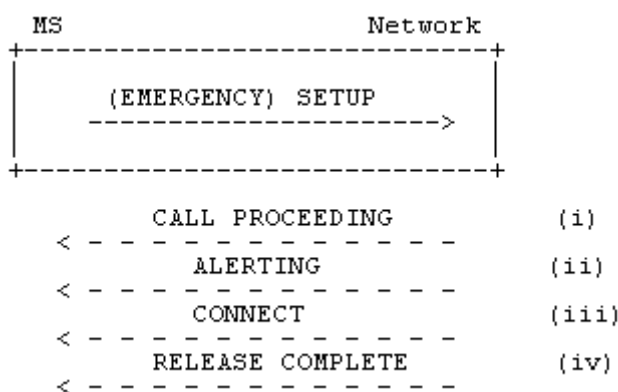 MS Network
(EMERGENCY) SETUP
CALL PROCEEDING (i)
ALERTING (ii)
CONNECT (iii)
RELEASE COMPLETE (iv)